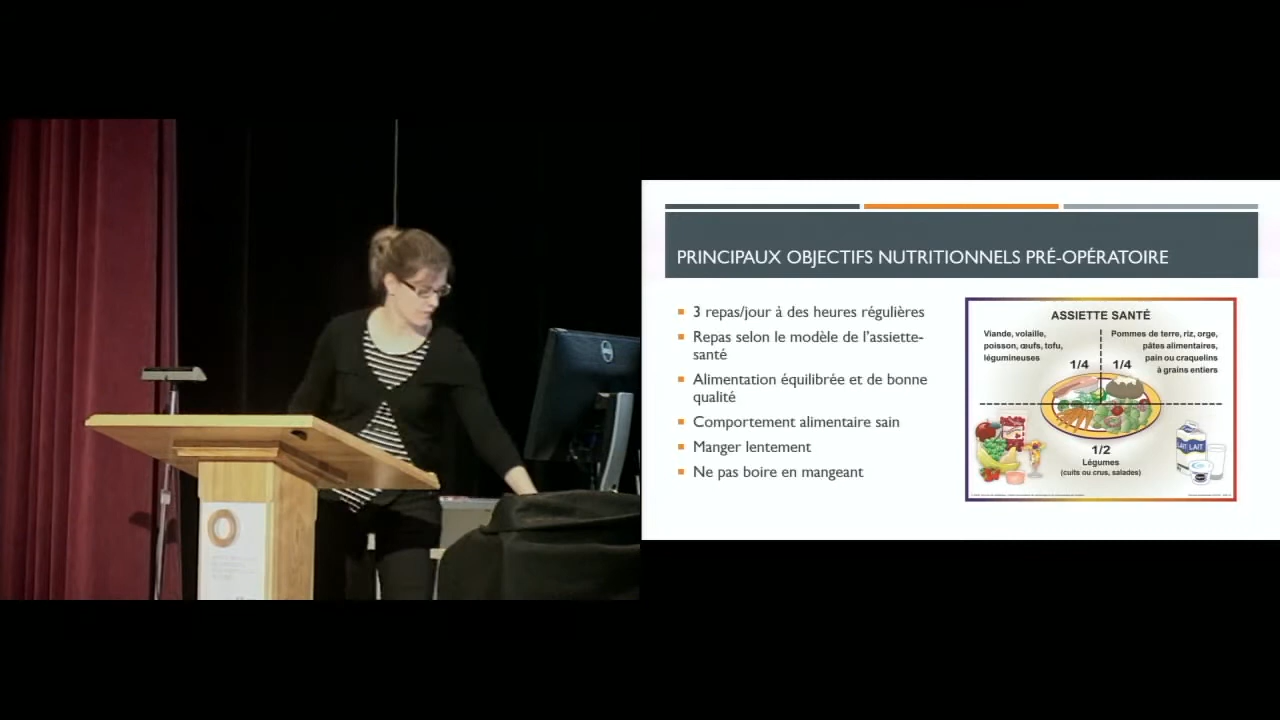 PRINCIPAUX OBJECTIFS NUTRITIONNELS PRÉ-OPÉRATOIRE
3 repas/jour à des heures régulières
Repas selon le modèle de l'assiette-
santé
Alimentation équilibrée et de bonne
qualité
Comportement alimentaire sain
Manger lentement
Ne pas boire en mangeant
ASSIETTE SANTÉ
Viande, volaille,
poisson, œufs, tofu,
légumineuses
Pommes de terre, riz, orge,
pâtes alimentaires,
pain ou craquelins
à grains entiers
1/4
1/4
LAIT LAIT
1/2
Légumes
(cuits ou crus, salades)